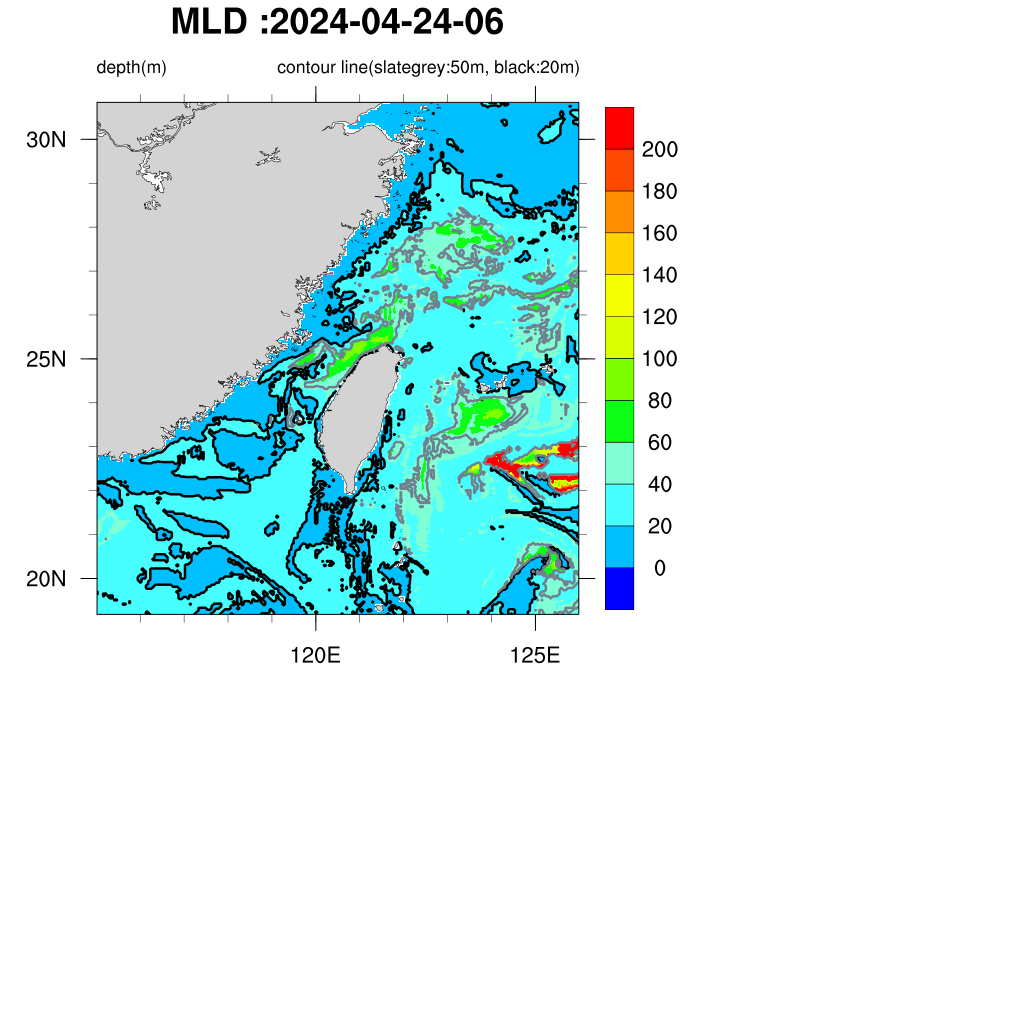 MLD :2024-04-24-06
depth(m)
contour line(slategrey:50m, black:20m)
30N
25N
20N
120E
125E
200
180
160
140
120
100
80
60
40
20
0